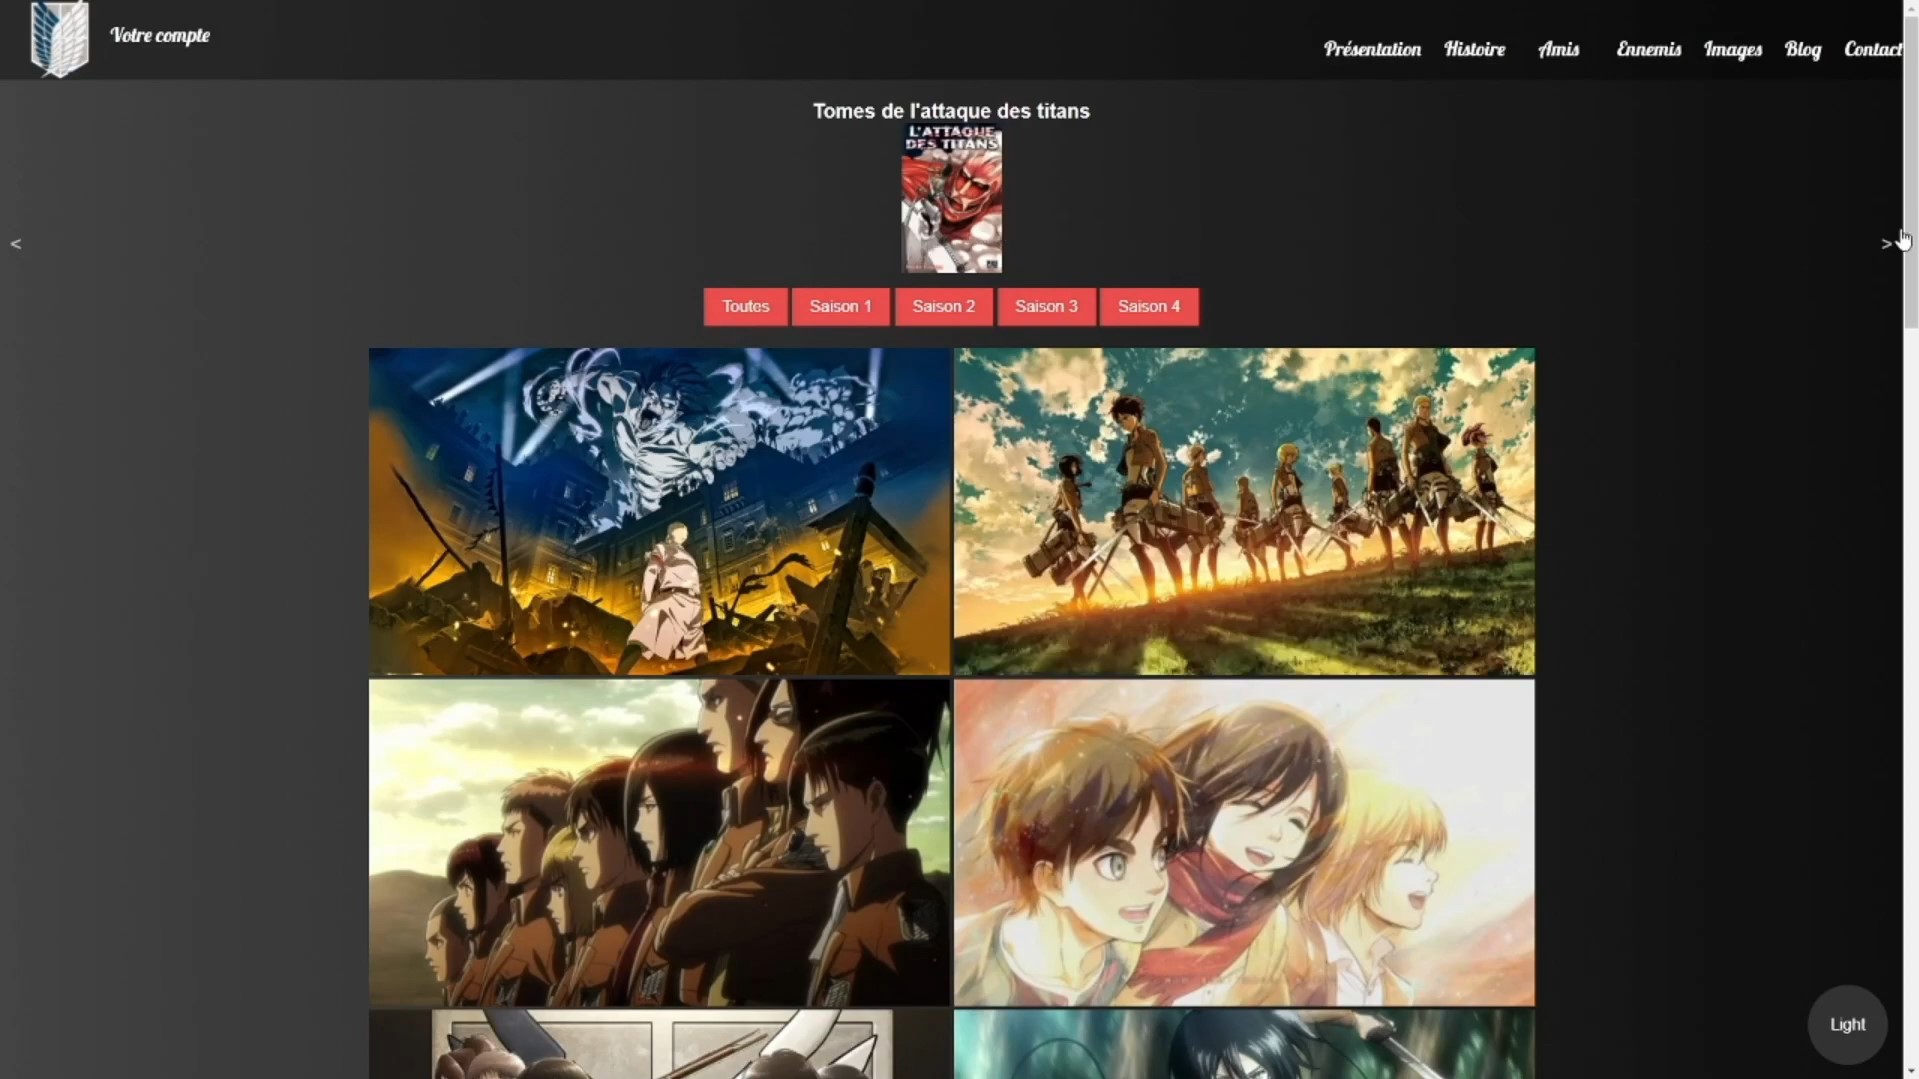 Votre compte
Présentation Histoire Amis Ennemis Images Blog Contact
Tomes de l'attaque des titans
L'ATTAQUE
DES TITANS
< >
Toutes Saison 1 Saison 2 Saison 3 Saison 4
Light